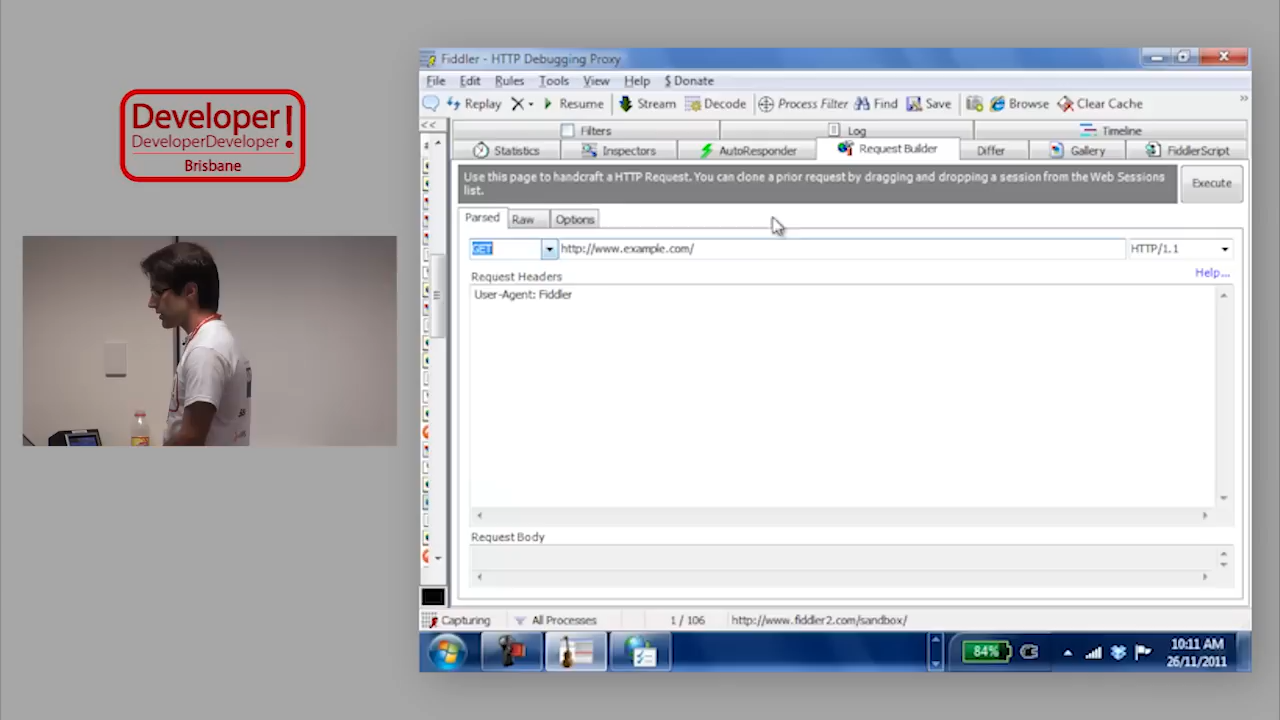 Developer!
DeveloperDeveloper
Brisbane
Fiddler - HTTP Debugging Proxy
File Edit Rules Tools View Help $ Donate
Replay Resume Stream Decode Process Filter Find Save Browse Clear Cache »
<<
Filters Log Timeline
Statistics Inspectors AutoResponder Request Builder Differ Gallery FiddlerScript
Use this page to handcraft a HTTP Request. You can clone a prior request by dragging and dropping a session from the Web Sessions
list.
Execute
Parsed Raw Options
GET http://www.example.com/ HTTP/1.1
Request Headers Help...
User-Agent: Fiddler
Request Body
Capturing All Processes 1 / 106 http://www.fiddler2.com/sandbox/
84% 10:11 AM
26/11/2011